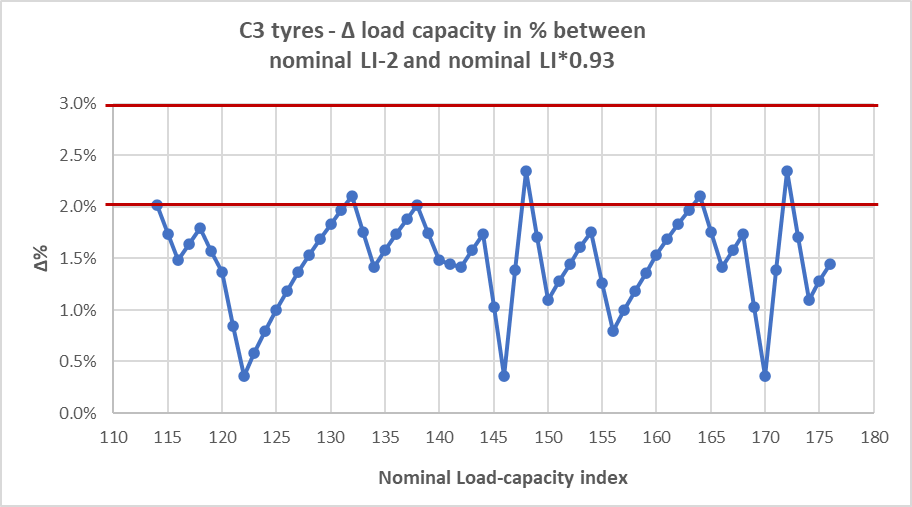 C3 tyres - Δ load capacity in % between
nominal LI-2 and nominal LI*0.93
3.0%
2.5%
2.0%
1.5%
1.0%
0.5%
0.0%
Δ%
110 115 120 125 130 135 140 145 150 155 160 165 170 175 180
Nominal Load-capacity index